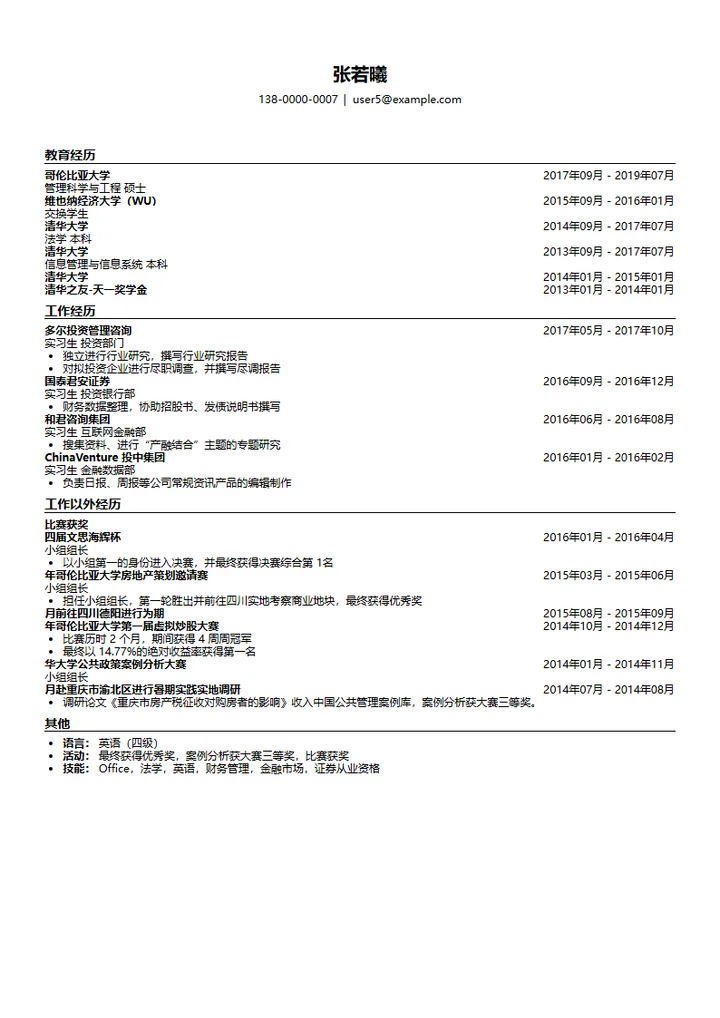 张若曦
138-0000-0007 | user5@example.com
教育经历
哥伦比亚大学 2017年09月 - 2019年07月
管理科学与工程 硕士
维也纳经济大学（WU） 2015年09月 - 2016年01月
交换学生
清华大学 2014年09月 - 2017年07月
法学 本科
清华大学 2013年09月 - 2017年07月
信息管理与信息系统 本科
清华大学 2014年01月 - 2015年01月
清华之友-天一奖学金 2013年01月 - 2014年01月
工作经历
多尔投资管理咨询 2017年05月 - 2017年10月
实习生 投资部门
• 独立进行行业研究，撰写行业研究报告
• 对拟投资企业进行尽职调查，并撰写尽调报告
国泰君安证券 2016年09月 - 2016年12月
实习生 投资银行部
• 财务数据整理，协助招股书、发债说明书撰写
和君咨询集团 2016年06月 - 2016年08月
实习生 互联网金融部
• 搜集资料、进行“产融结合”主题的专题研究
ChinaVenture 投中集团 2016年01月 - 2016年02月
实习生 金融数据部
• 负责日报、周报等公司常规资讯产品的编辑制作
工作以外经历
比赛获奖
四届文思海辉杯 2016年01月 - 2016年04月
小组组长
• 以小组第一的身份进入决赛，并最终获得决赛综合第 1名
年哥伦比亚大学房地产策划邀请赛 2015年03月 - 2015年06月
小组组长
• 担任小组组长，第一轮胜出并前往四川实地考察商业地块，最终获得优秀奖
月前往四川德阳进行为期 2015年08月 - 2015年09月
年哥伦比亚大学第一届虚拟炒股大赛 2014年10月 - 2014年12月
• 比赛历时 2 个月，期间获得 4 周周冠军
• 最终以 14.77%的绝对收益率获得第一名
华大学公共政策案例分析大赛 2014年01月 - 2014年11月
小组组长
月赴重庆市渝北区进行暑期实践实地调研 2014年07月 - 2014年08月
• 调研论文《重庆市房产税征收对购房者的影响》收入中国公共管理案例库，案例分析获大赛三等奖。
其他
• 语言： 英语（四级）
• 活动： 最终获得优秀奖，案例分析获大赛三等奖，比赛获奖
• 技能： Office，法学，英语，财务管理，金融市场，证券从业资格